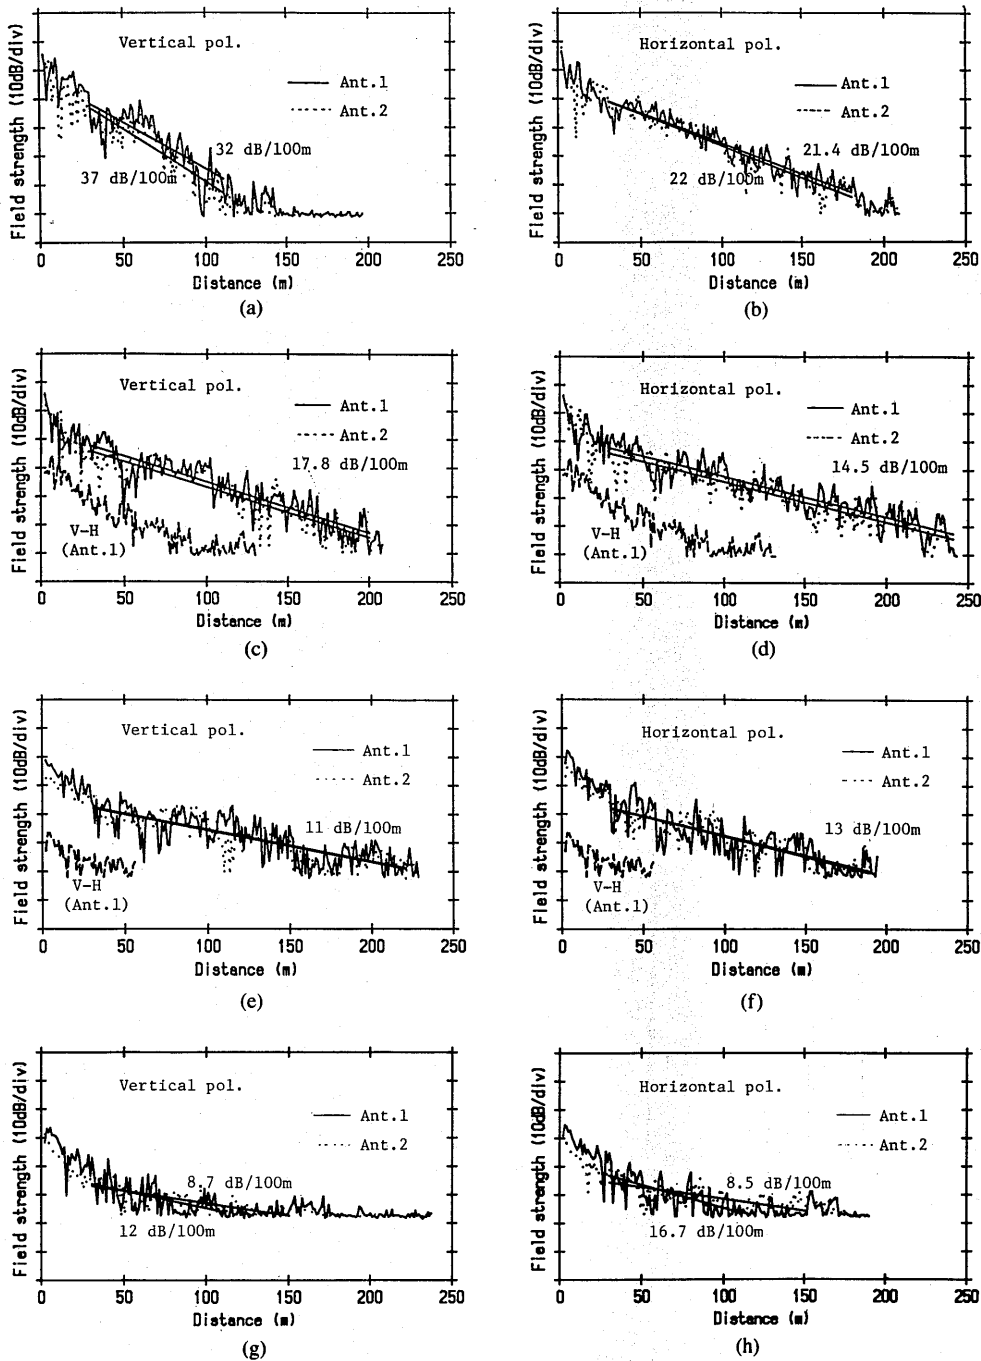 Vertical pol.
Ant.1
Ant.2
32 dB/100m
37 dB/100m
Field strength (10dB/div)
0 50 100 150 200 250
Distance (m)
(a)
Horizontal pol.
Ant.1
Ant.2
21.4 dB/100m
22 dB/100m
Field strength (10dB/div)
0 50 100 150 200 250
Distance (m)
(b)
Vertical pol.
Ant.1
Ant.2
17.8 dB/100m
V-H
(Ant.1)
Field strength (10dB/div)
0 50 100 150 200 250
Distance (m)
(c)
Horizontal pol.
Ant.1
Ant.2
14.5 dB/100m
V-H
(Ant.1)
Field strength (10dB/div)
0 50 100 150 200 250
Distance (m)
(d)
Vertical pol.
Ant.1
Ant.2
11 dB/100m
V-H
(Ant.1)
Field strength (10dB/div)
0 50 100 150 200 250
Distance (m)
(e)
Horizontal pol.
Ant.1
Ant.2
13 dB/100m
V-H
(Ant.1)
Field strength (10dB/div)
0 50 100 150 200 250
Distance (m)
(f)
Vertical pol.
Ant.1
Ant.2
8.7 dB/100m
12 dB/100m
Field strength (10dB/div)
0 50 100 150 200 250
Distance (m)
(g)
Horizontal pol.
Ant.1
Ant.2
8.5 dB/100m
16.7 dB/100m
Field strength (10dB/div)
0 50 100 150 200 250
Distance (m)
(h)